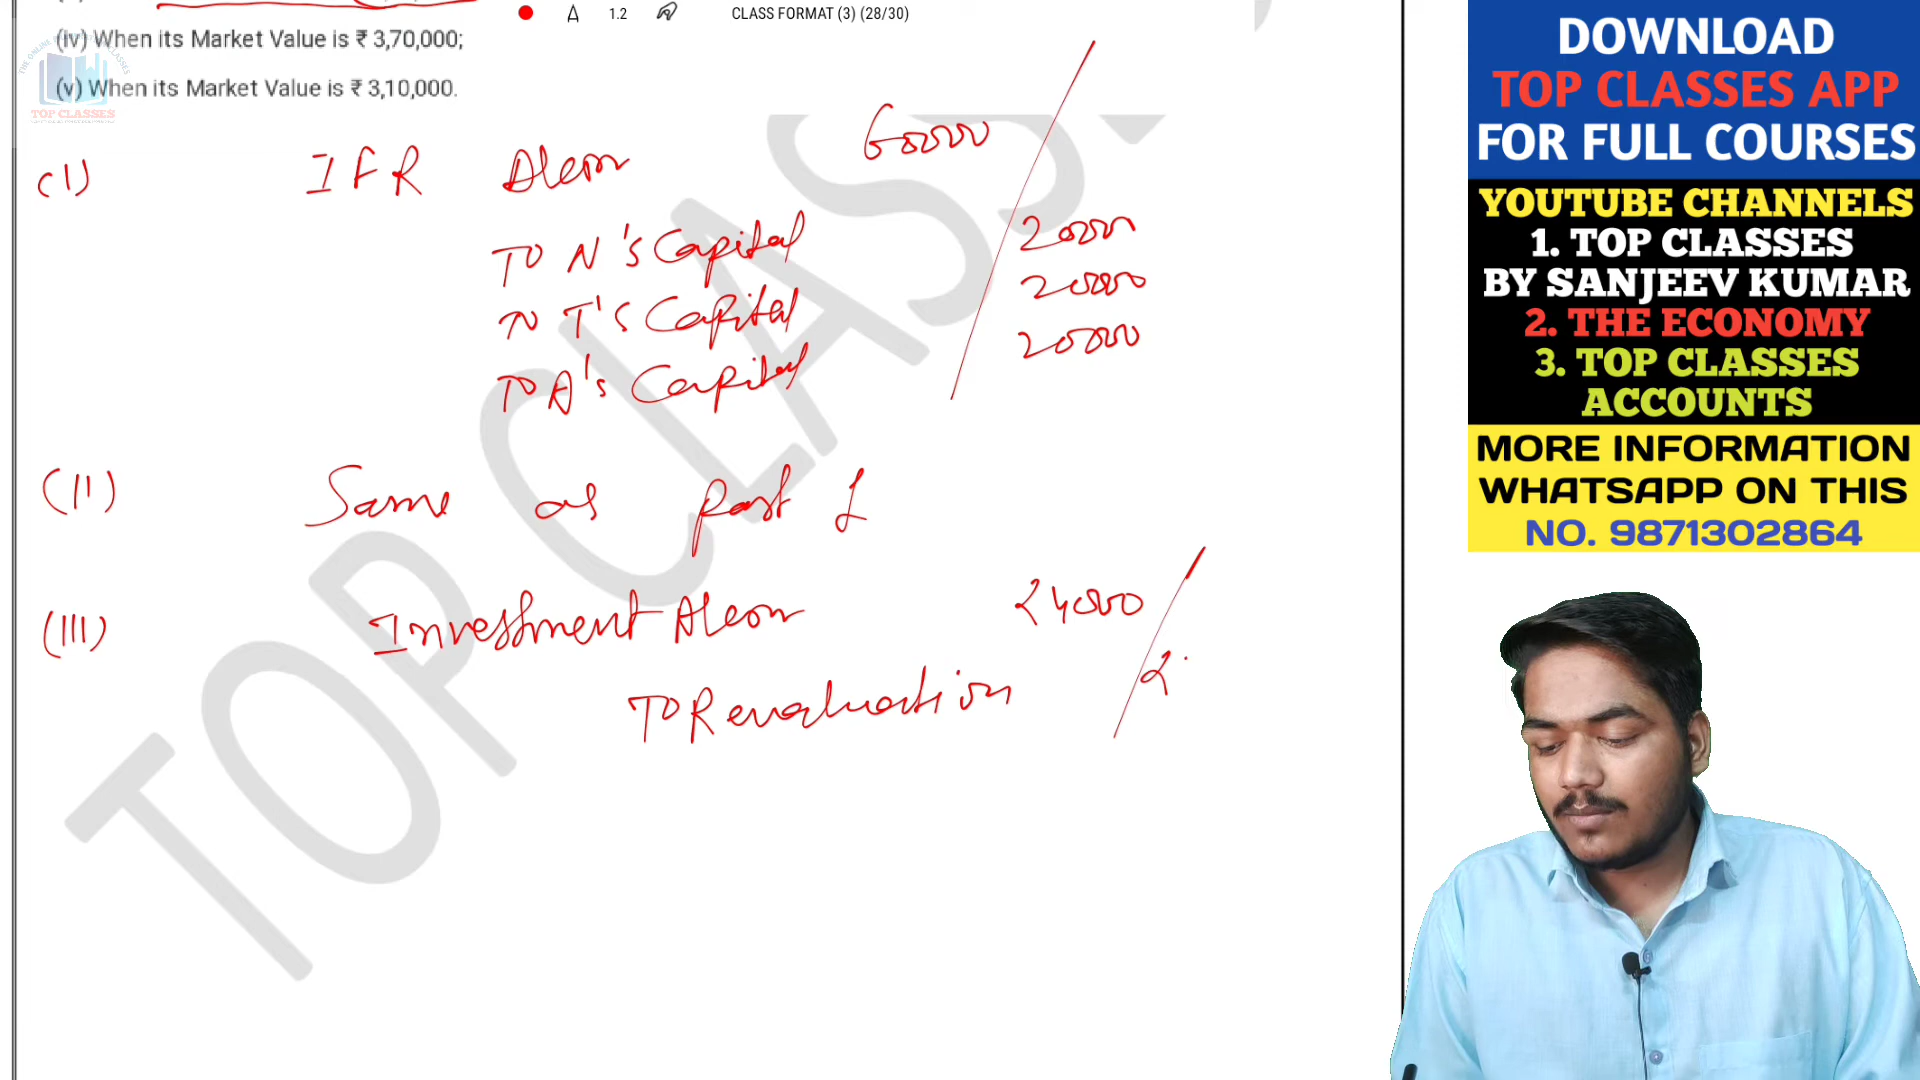 1.2 CLASS FORMAT (3) (28/30)
(iv) When its Market Value is ₹ 3,70,000;
(v) When its Market Value is ₹ 3,10,000.
TOP CLASSES
TOP CLASS
(I) IFR 60000
To N's Capital 20000
To T's Capital 20000
To A's Capital 20000
(II) Same as part I
(III) Investment 24000
To Revaluation 2
DOWNLOAD
TOP CLASSES APP
FOR FULL COURSES
YOUTUBE CHANNELS
1. TOP CLASSES
BY SANJEEV KUMAR
2. THE ECONOMY
3. TOP CLASSES
ACCOUNTS
MORE INFORMATION
WHATSAPP ON THIS
NO. 9871302864